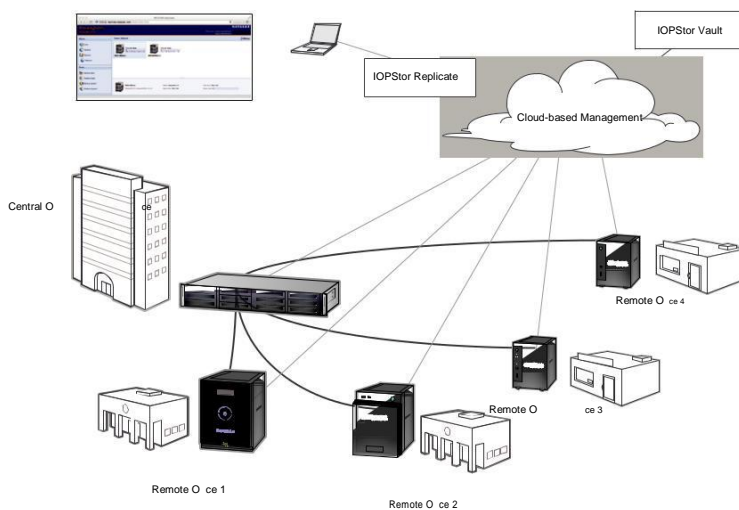 IOPStor Vault
IOPStor Replicate
Cloud-based Management
Central O ce
Remote O ce 4
Remote O ce 3
Remote O ce 1
Remote O ce 2